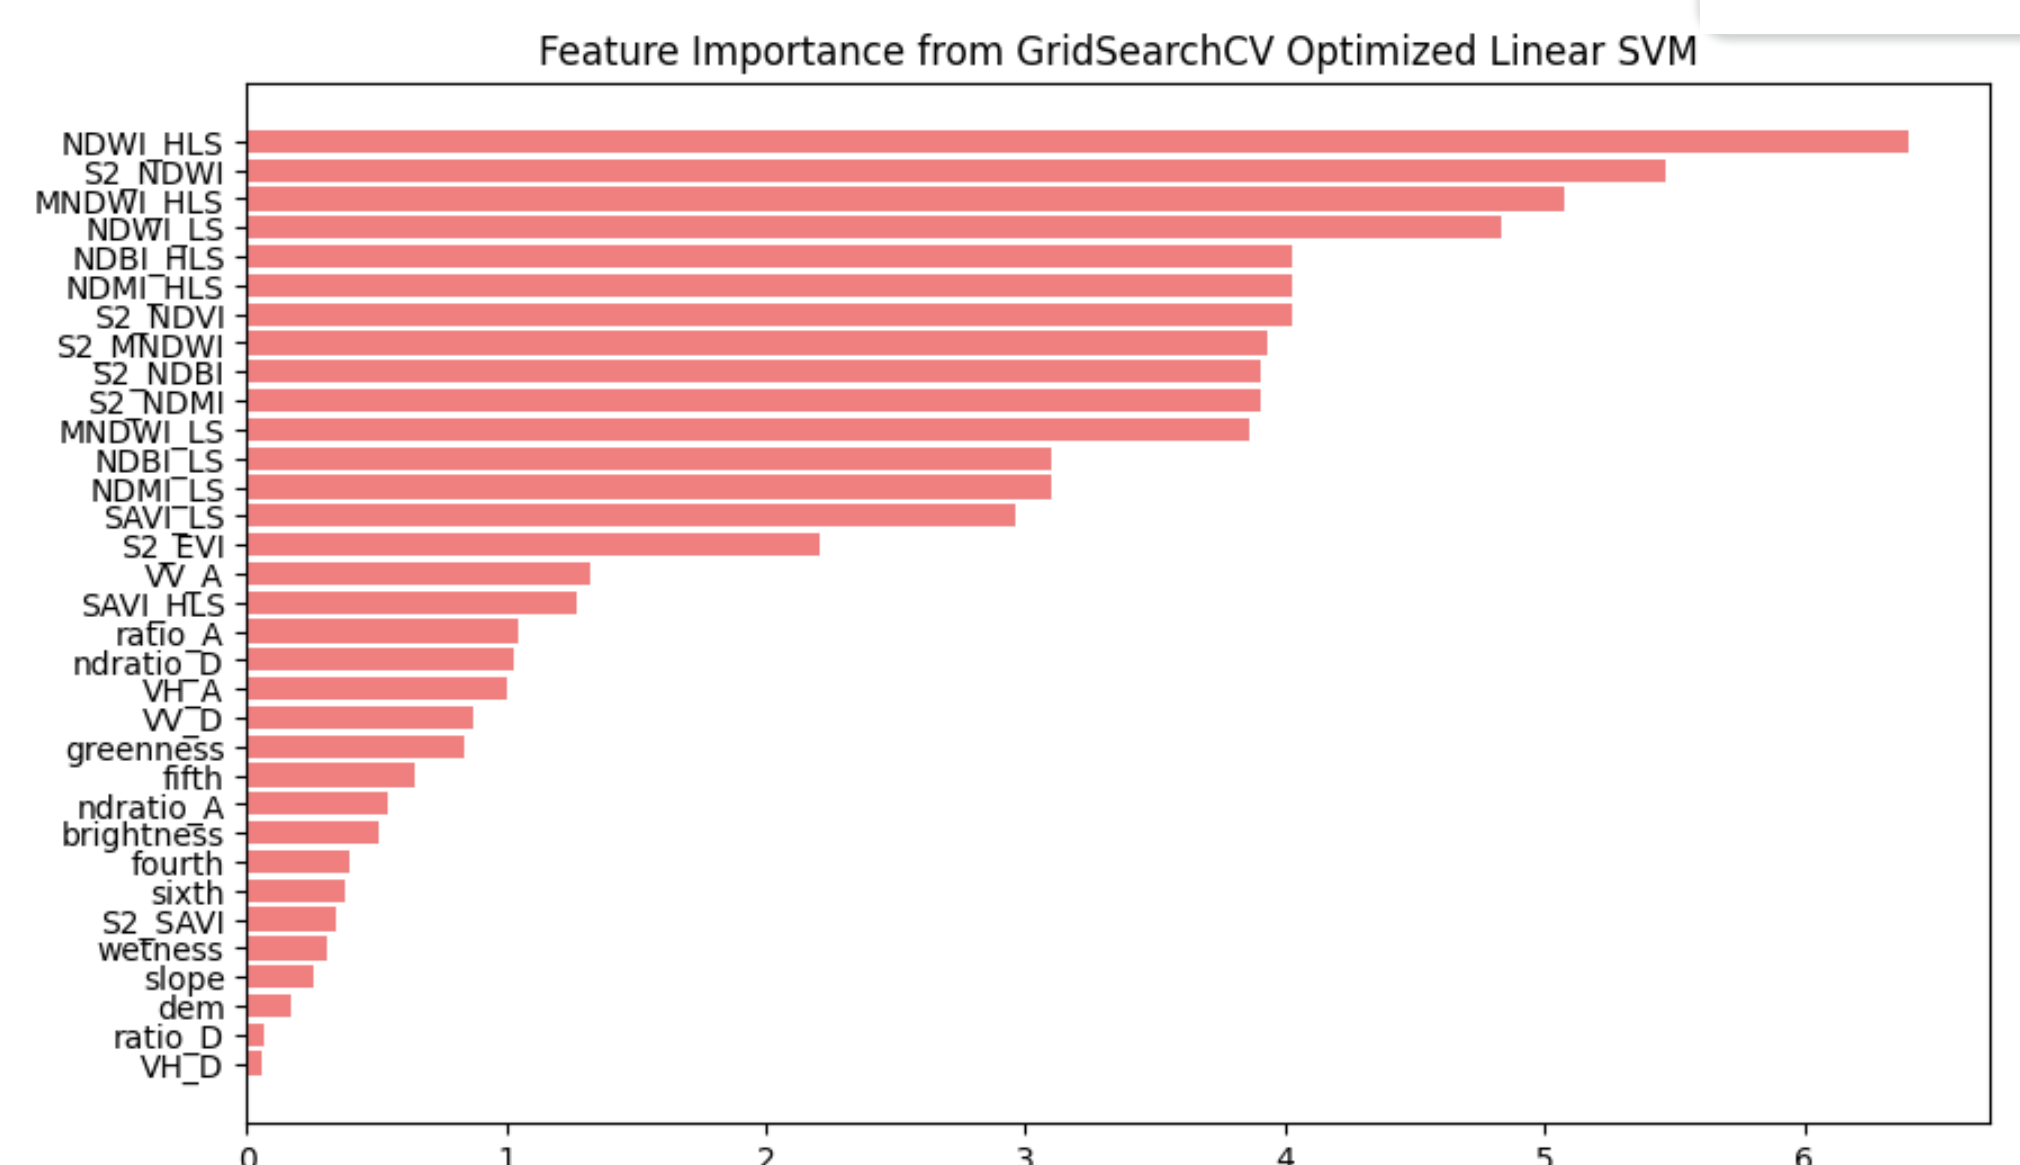 Feature Importance from GridSearchCV Optimized Linear SVM
NDWI_HLS
S2_NDWI
MNDWI_HLS
NDWI_LS
NDBI_HLS
NDMI_HLS
S2_NDVI
S2_MNDWI
S2_NDBI
S2_NDMI
MNDWI_LS
NDBI_LS
NDMI_LS
SAVI_LS
S2_EVI
VV_A
SAVI_HLS
ratio_A
ndratio_D
VH_A
VV_D
greenness
fifth
ndratio_A
brightness
fourth
sixth
S2_SAVI
wetness
slope
dem
ratio_D
VH_D
0 1 2 3 4 5 6